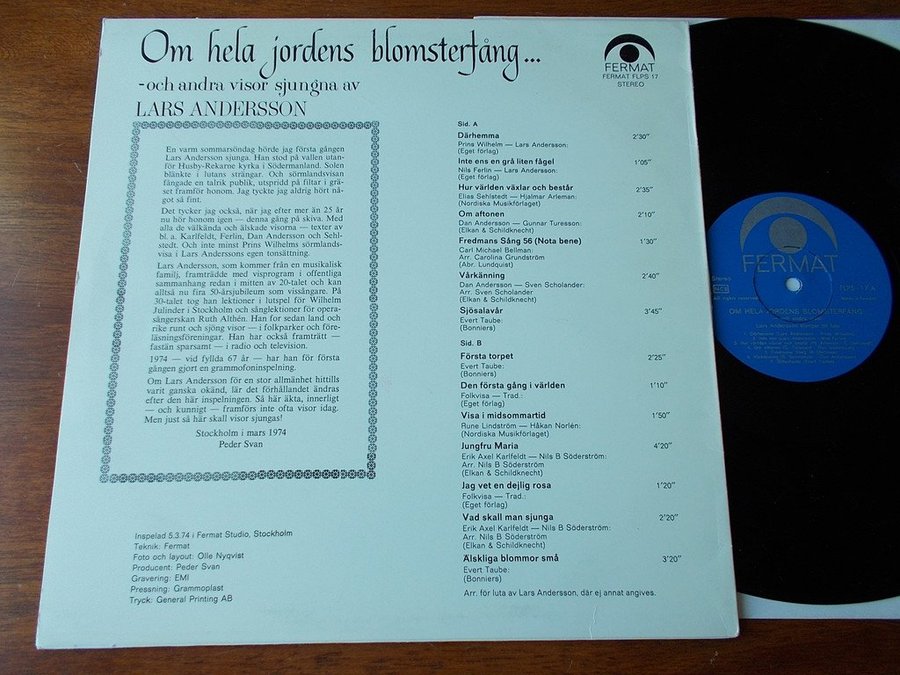 Om hela jordens blomsterfång...
-och andra visor sjungna av
LARS ANDERSSON
FERMAT
FERMAT FLPS 17
STEREO
En varm sommarsöndag hörde jag första gången
Lars Andersson sjunga. Han stod på vallen utan-
för Husby-Rekarne kyrka i Södermanland. Solen
blänkte i lutans strängar. Och sörmlandsvisan
fångade en talrik publik, utspridd på filtar i grä-
set framför honom. Jag tyckte jag aldrig hört nå-
got så fint.
Det tycker jag också, när jag efter mer än 25 år
nu hör honom igen — denna gång på skiva. Med
alla de välkända och älskade visorna — texter av
bl. a. Karlfeldt, Ferlin, Dan Andersson och Sehl-
stedt. Och inte minst Prins Wilhelms sörmlands-
visa i Lars Anderssons egen tonsättning.
Lars Andersson, som kommer från en musikalisk
familj, framträdde med visprogram i offentliga
sammanhang redan i mitten av 20-talet och kan
alltså nu fira 50-årsjubileum som vissångare. På
30-talet tog han lektioner i lutspel för Wilhelm
Julinder i Stockholm och sånglektioner för opera-
sångerskan Ruth Althén. Han for sedan land och
rike runt och sjöng visor — i folkparker och före-
läsningsföreningar. Han har också framträtt —
fastän sparsamt — i radio och television.
1974 — vid fyllda 67 år — har han för första
gången gjort en grammofoninspelning.
Om Lars Andersson för en stor allmänhet hittills
varit ganska okänd, lär det förhållandet ändras
efter den här inspelningen. Så här äkta, innerligt
— och kunnigt — framförs inte ofta visor idag.
Men just så här skall visor sjungas!
Stockholm i mars 1974
Peder Svan
Inspelad 5.3.74 i Fermat Studio, Stockholm
Teknik: Fermat
Foto och layout: Olle Nyqvist
Producent: Peder Svan
Gravering: EMI
Pressning: Grammoplast
Tryck: General Printing AB
Sid. A
Därhemma 2'30"
Prins Wilhelm — Lars Andersson:
(Eget förlag)
Inte ens en grå liten fågel 1'05"
Nils Ferlin — Lars Andersson:
(Eget förlag)
Hur världen växlar och består 2'35"
Elias Sehlstedt — Hjalmar Arleman:
(Nordiska Musikförlaget)
Om aftonen 2'10"
Dan Andersson — Gunnar Turesson:
(Elkan & Schildknecht)
Fredmans Sång 56 (Nota bene) 1'30"
Carl Michael Bellman:
Arr. Carolina Grundström
(Abr. Lundquist)
Vårkänning 2'40"
Dan Andersson — Sven Scholander:
Arr. Sven Scholander
(Elkan & Schildknecht)
Sjösalavår 3'45"
Evert Taube:
(Bonniers)
Sid. B
Första torpet 2'25"
Evert Taube:
(Bonniers)
Den första gång i världen 1'10"
Folkvisa — Trad.:
(Eget förlag)
Visa i midsommartid 1'50"
Rune Lindström — Håkan Norlén:
(Nordiska Musikförlaget)
Jungfru Maria 4'20"
Erik Axel Karlfeldt — Nils B Söderström:
Arr. Nils B Söderström
(Elkan & Schildknecht)
Jag vet en dejlig rosa 1'20"
Folkvisa — Trad.:
(Eget förlag)
Vad skall man sjunga 2'20"
Erik Axel Karlfeldt — Nils B Söderström:
Arr. Nils B Söderström
(Elkan & Schildknecht)
Älskliga blommor små 3'20"
Evert Taube:
(Bonniers)
Arr. för luta av Lars Andersson, där ej annat angives.
FERMAT
Stereo
NCB
FLPS-17 A
OM HELA JORDENS BLOMSTERFÅNG